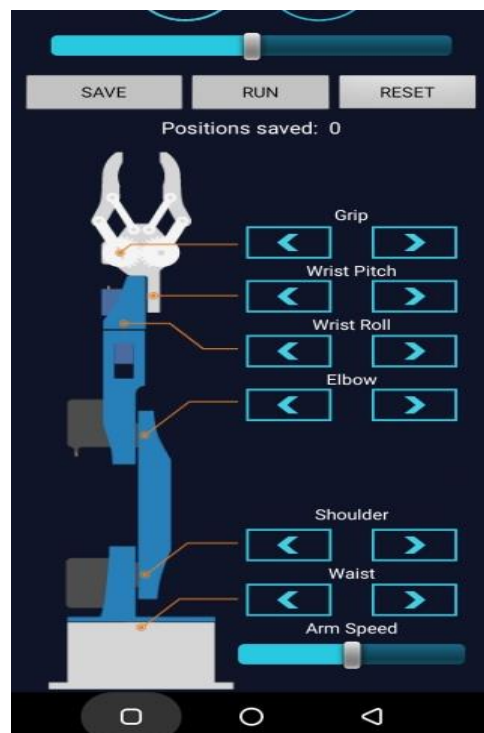 SAVE RUN RESET
Positions saved: 0
Grip
Wrist Pitch
Wrist Roll
Elbow
Shoulder
Waist
Arm Speed